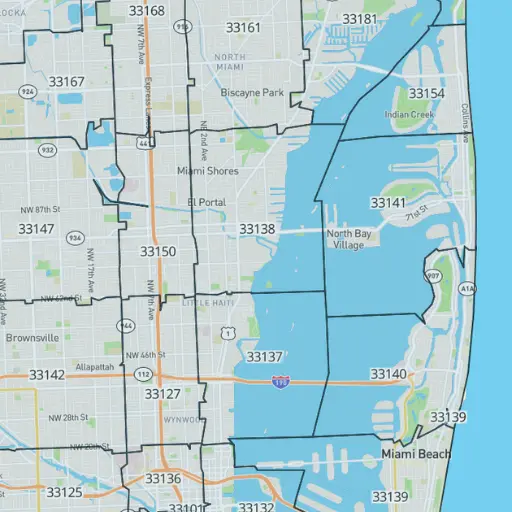 LOCKA
33168
916
33161
33181
NW 7th Ave
NORTH
MIAMI
33167
924
Express Lanes
Biscayne Park
33154
Indian Creek
Collins Ave
NE 2nd Ave
441
932
Miami Shores
NW 87th St
El Portal
33141
71st St
33147
934
33150
33138
North Bay
Village
NW 17th Ave
907
A1A
NW 62nd St
NW 7th Ave
LITTLE HAITI
944
1
Brownsville
NW 46th St
33137
Allapattah
33142
112
195
33140
33127
NW 28th St
WYNWOOD
33139
NW 20th St
Miami Beach
33136
33125
33101
33132
33139